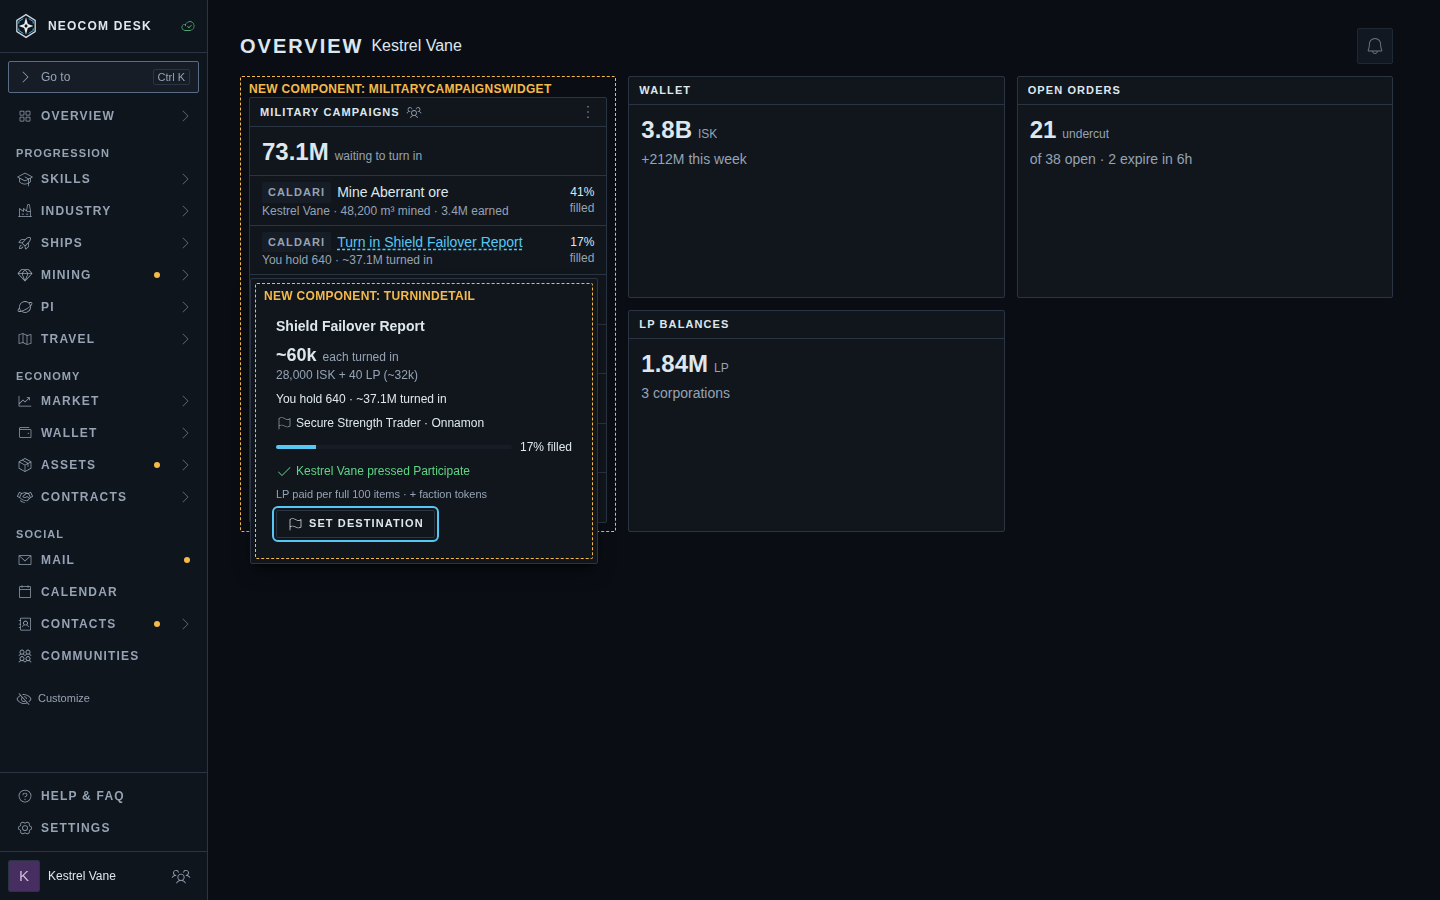 NEOCOM DESK
Go to
Ctrl K
OVERVIEW
PROGRESSION
SKILLS
INDUSTRY
SHIPS
MINING
PI
TRAVEL
ECONOMY
MARKET
WALLET
ASSETS
CONTRACTS
SOCIAL
MAIL
CALENDAR
CONTACTS
COMMUNITIES
Customize
HELP & FAQ
SETTINGS
K
Kestrel Vane
OVERVIEW Kestrel Vane
NEW COMPONENT: MILITARYCAMPAIGNSWIDGET
MILITARY CAMPAIGNS
73.1M waiting to turn in
CALDARI Mine Aberrant ore 41%
Kestrel Vane · 48,200 m³ mined · 3.4M earned filled
CALDARI Turn in Shield Failover Report 17%
You hold 640 · ~37.1M turned in filled
NEW COMPONENT: TURNINDETAIL
Shield Failover Report
~60k each turned in
28,000 ISK + 40 LP (~32k)
You hold 640 · ~37.1M turned in
Secure Strength Trader · Onnamon
17% filled
Kestrel Vane pressed Participate
LP paid per full 100 items · + faction tokens
SET DESTINATION
WALLET
3.8B ISK
+212M this week
OPEN ORDERS
21 undercut
of 38 open · 2 expire in 6h
LP BALANCES
1.84M LP
3 corporations